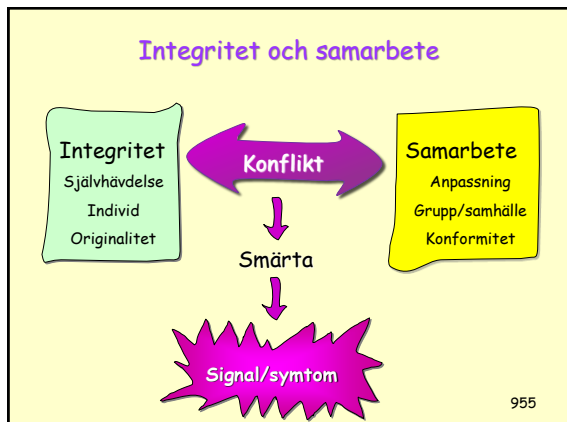 Integritet och samarbete
Integritet
Självhävdelse
Individ
Originalitet
Konflikt
Samarbete
Anpassning
Grupp/samhälle
Konformitet
Smärta
Signal/symtom
955